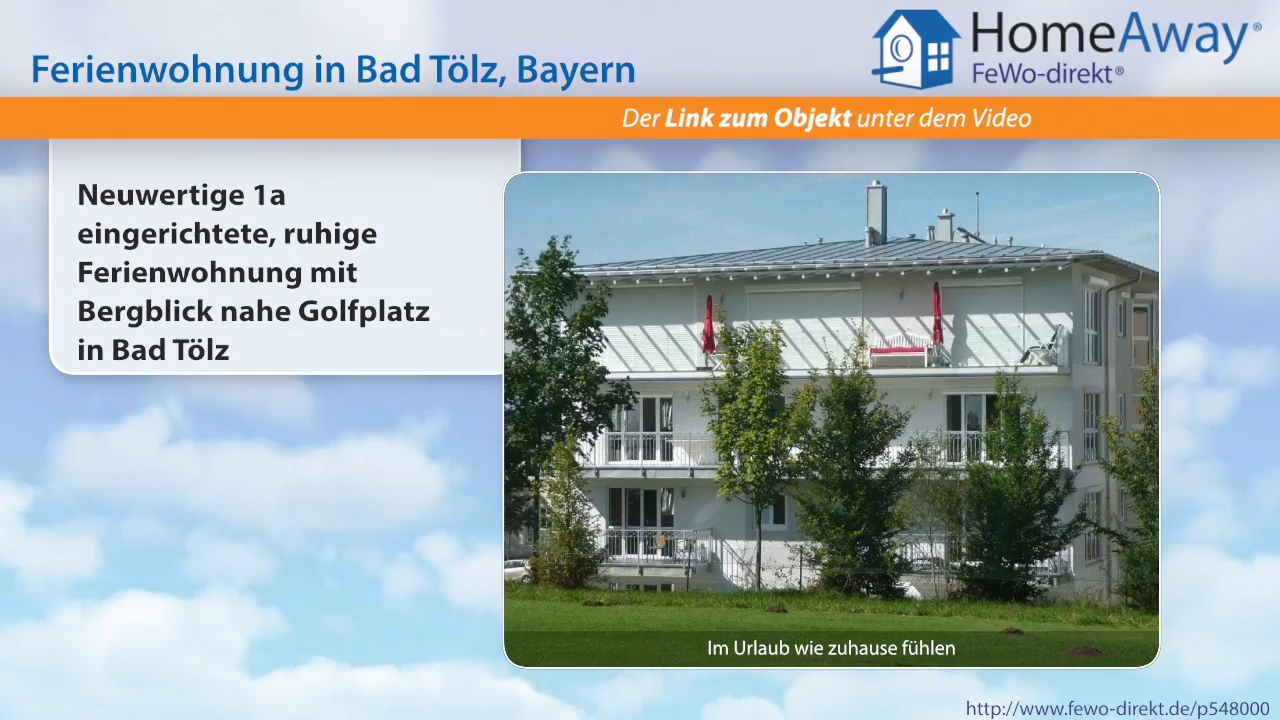 Ferienwohnung in Bad Tölz, Bayern
HomeAway®
FeWo-direkt®
Der Link zum Objekt unter dem Video
Neuwertige 1a
eingerichtete, ruhige
Ferienwohnung mit
Bergblick nahe Golfplatz
in Bad Tölz
Im Urlaub wie zuhause fühlen
http://www.fewo-direkt.de/p548000